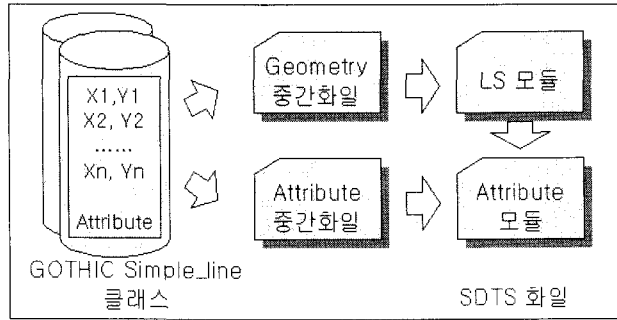 X1,Y1
X2, Y2
......
Xn, Yn
Attribute
GOTHIC Simple_line
클래스
Geometry
중간화일
Attribute
중간화일
LS 모듈
Attribute
모듈
SDTS 화일